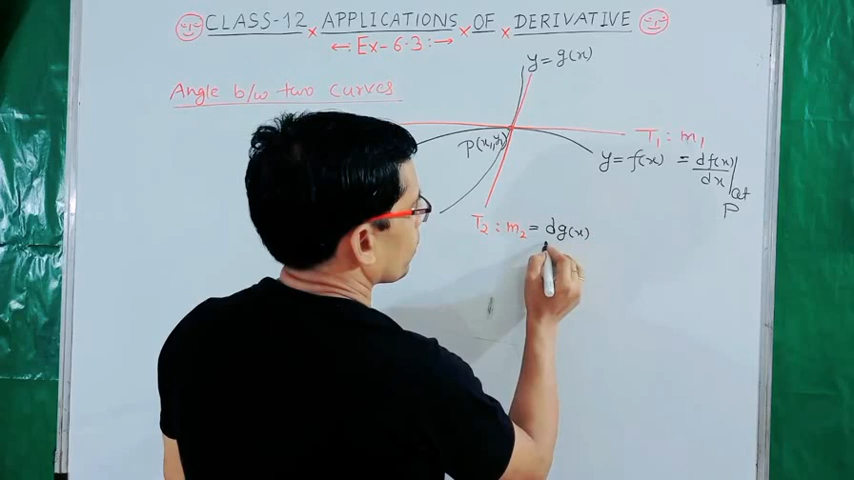 CLASS-12 x APPLICATIONS x OF x DERIVATIVE
← : Ex-6.3 : →
y = g(x)
Angle b/w two curves
T₁ : m₁
P(x₁,y₁)
y = f(x) = df(x)/dx
at
P
T₂ : m₂ = dg(x)